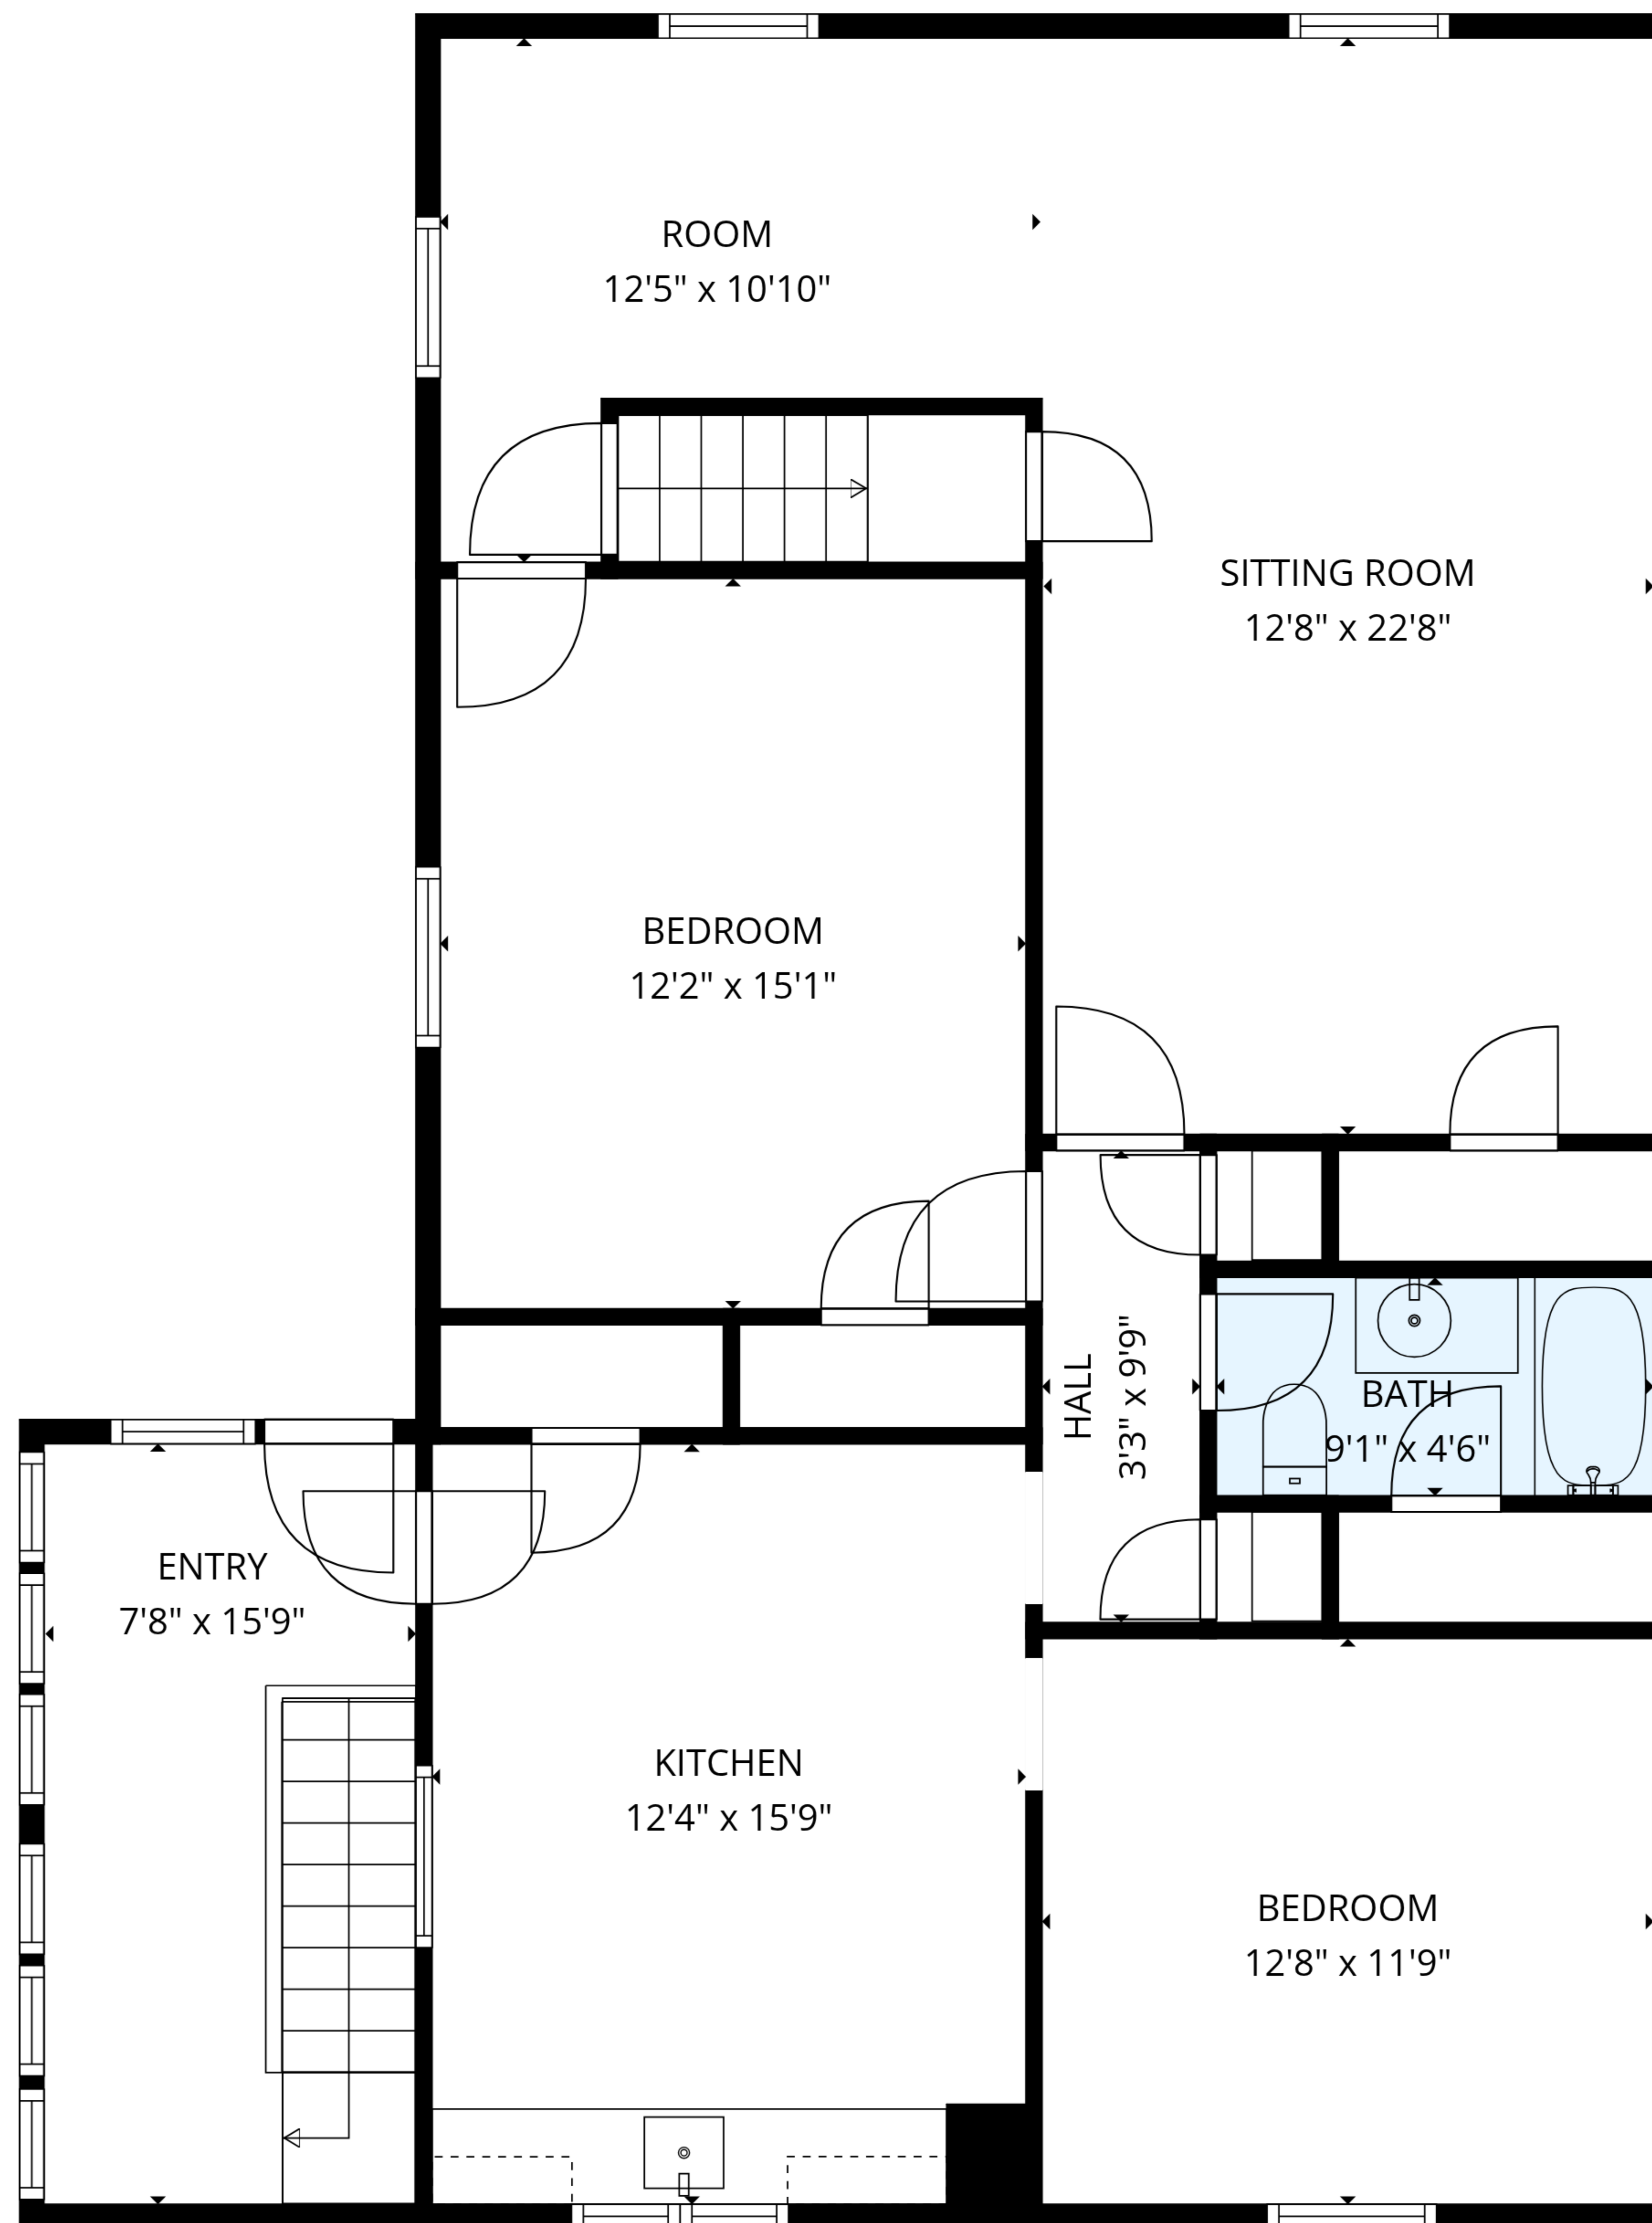 ROOM
12'5" x 10'10"
SITTING ROOM
12'8" x 22'8"
BEDROOM
12'2" x 15'1"
HALL
3'3" x 9'9"
BATH
9'1" x 4'6"
ENTRY
7'8" x 15'9"
KITCHEN
12'4" x 15'9"
BEDROOM
12'8" x 11'9"